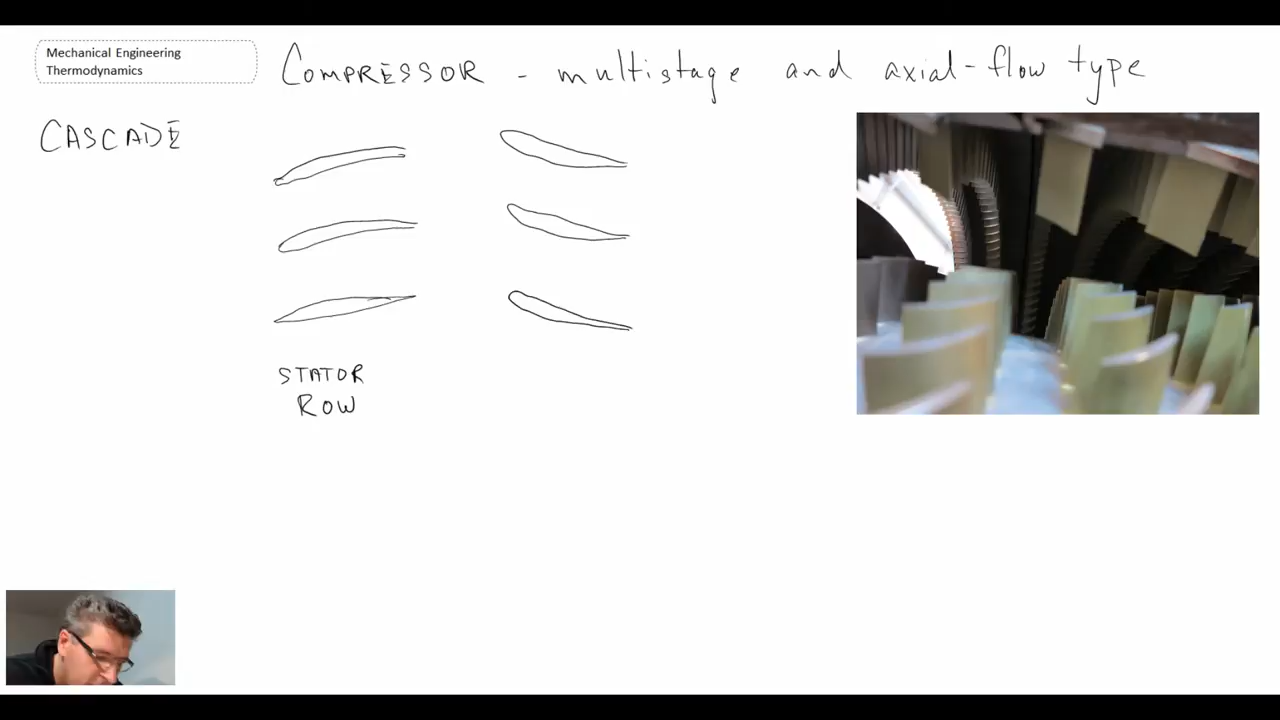 Mechanical Engineering
Thermodynamics
COMPRESSOR - multistage and axial-flow type
CASCADE
STATOR
ROW